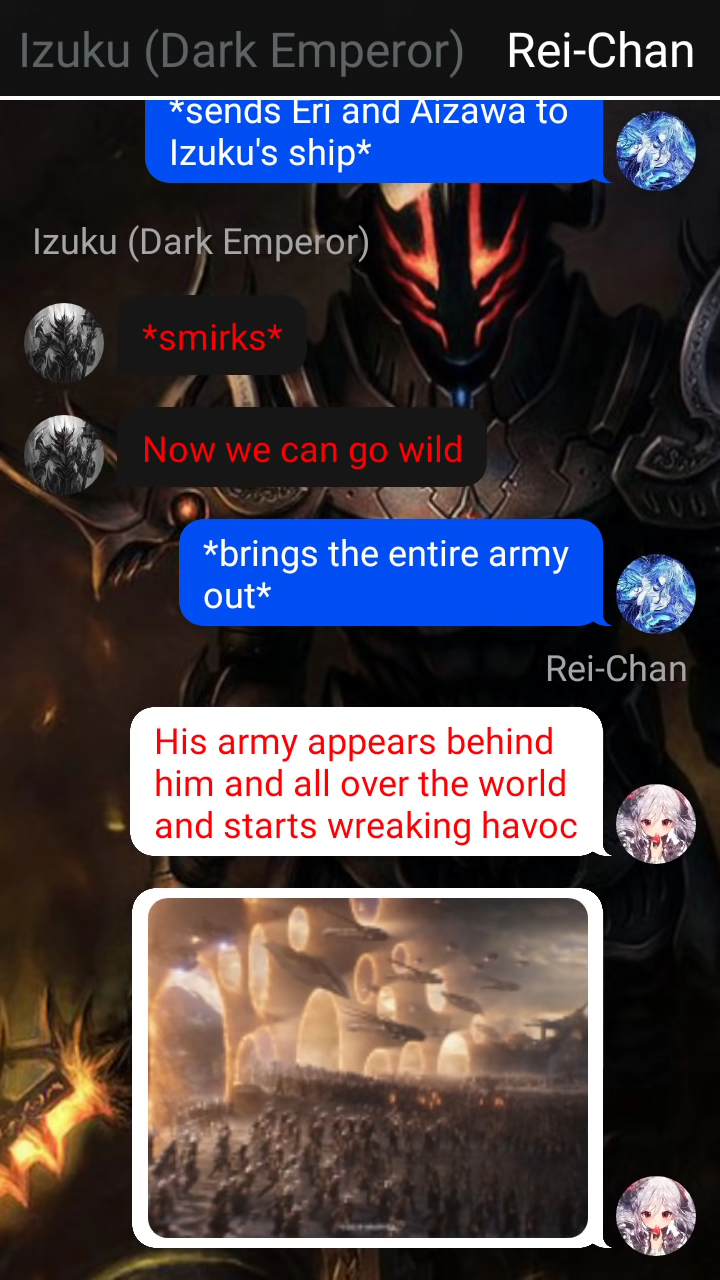 Izuku (Dark Emperor) Rei-Chan
*sends Eri and Aizawa to
Izuku's ship*
Izuku (Dark Emperor)
*smirks*
Now we can go wild
*brings the entire army
out*
Rei-Chan
His army appears behind
him and all over the world
and starts wreaking havoc